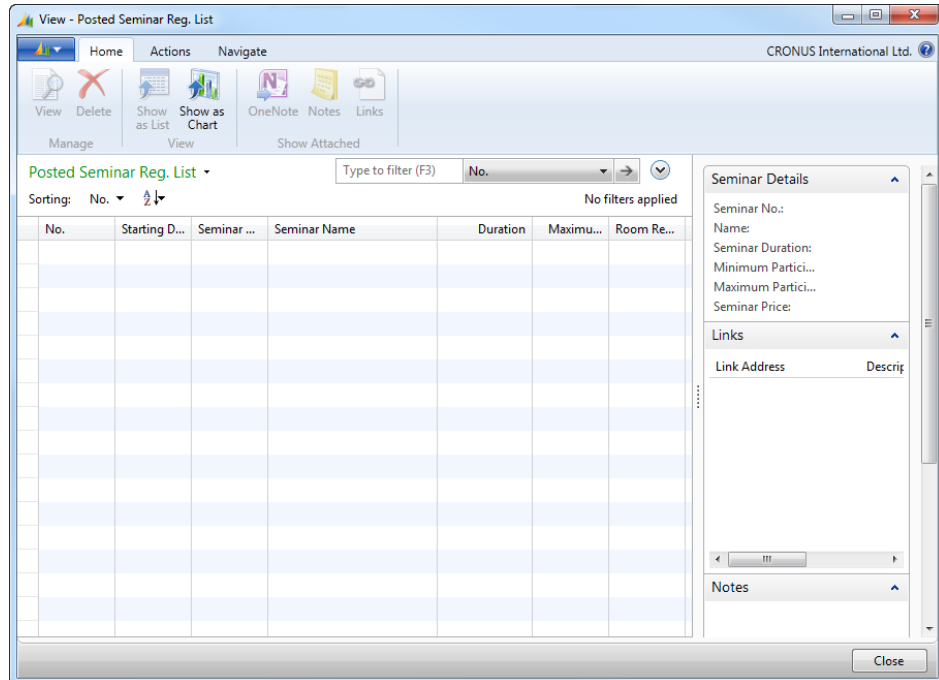 View - Posted Seminar Reg. List
Home Actions Navigate CRONUS International Ltd.
View Delete Show as List Show as Chart OneNote Notes Links
Manage View Show Attached
Posted Seminar Reg. List
Type to filter (F3) No.
Sorting: No. No filters applied
No. Starting D... Seminar ... Seminar Name Duration Maximu... Room Re...
Seminar Details
Seminar No.:
Name:
Seminar Duration:
Minimum Partici...
Maximum Partici...
Seminar Price:
Links
Link Address Descrip
Notes
Close